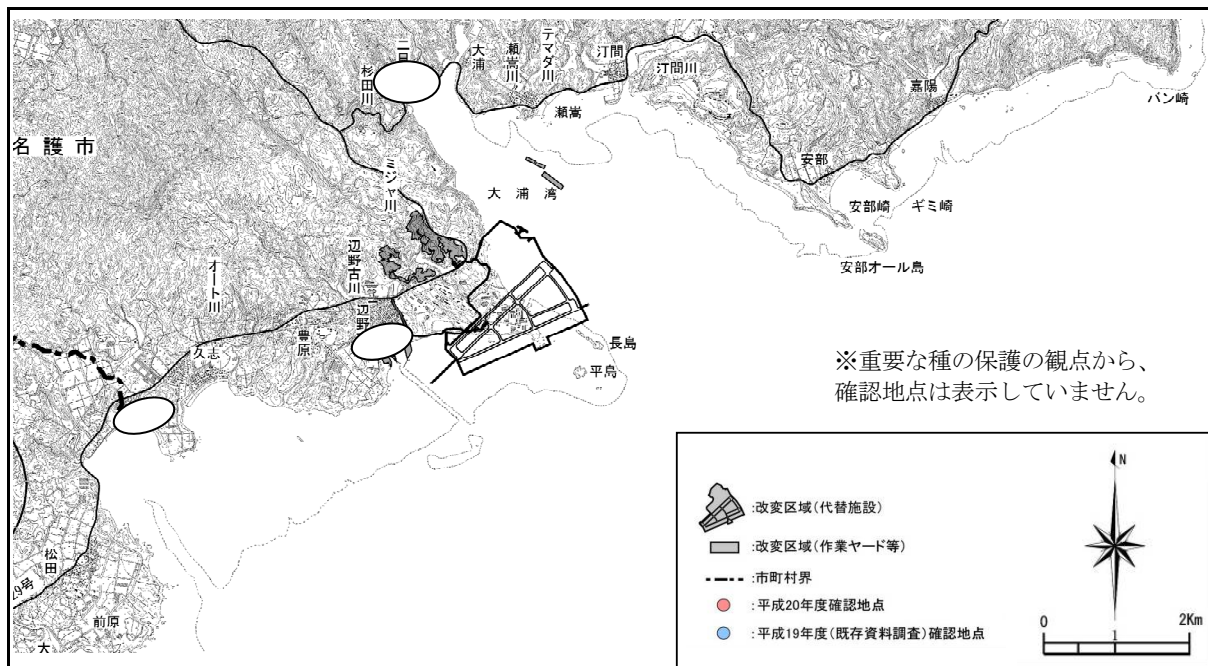 名護市
杉田川
大浦
瀬嵩川
テマダ川
汀間
汀間川
嘉陽
バン崎
瀬嵩
ミジャ川
大浦湾
安部
安部崎
ギミ崎
安部オール島
辺野古川
オート川
辺野
豊原
久志
長島
平島
※重要な種の保護の観点から、
確認地点は表示していません。
松田
29号
前原
大
:改変区域(代替施設)
:改変区域(作業ヤード等)
:市町村界
:平成20年度確認地点
:平成19年度(既存資料調査)確認地点
N
0 1 2Km